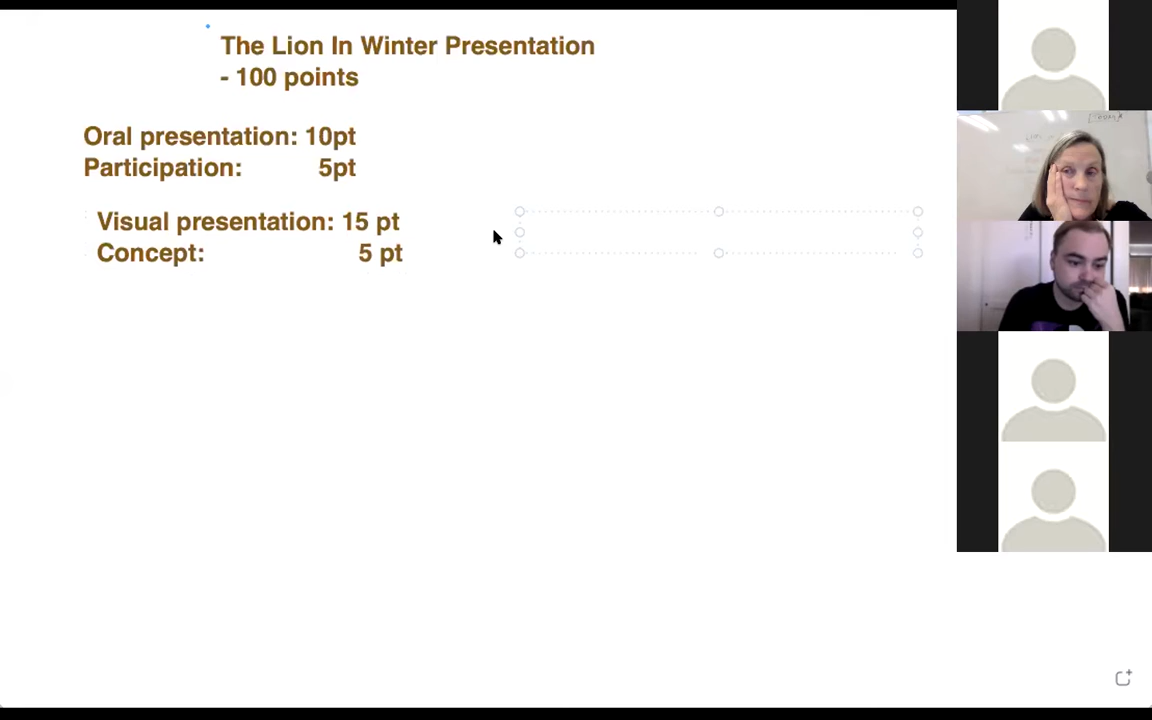 The Lion In Winter Presentation
- 100 points
Oral presentation: 10pt
Participation: 5pt
Visual presentation: 15 pt
Concept: 5 pt